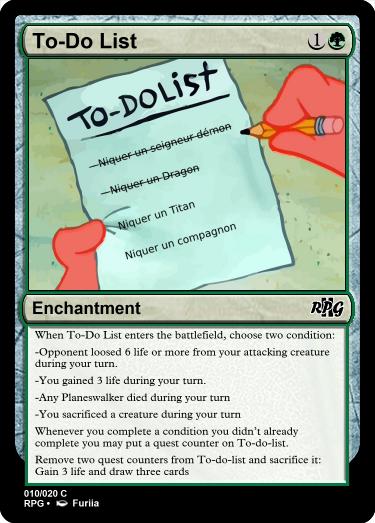 To-Do List 1
To-DO LIST
Niquer un seigneur démon
Niquer un Dragon
Niquer un Titan
Niquer un compagnon
Enchantment RPG
When To-Do List enters the battlefield, choose two condition:
-Opponent loosed 6 life or more from your attacking creature
during your turn.
-You gained 3 life during your turn.
-Any Planeswalker died during your turn
-You sacrificed a creature during your turn
Whenever you complete a condition you didn't already
complete you may put a quest counter on To-do-list.
Remove two quest counters from To-do-list and sacrifice it:
Gain 3 life and draw three cards
010/020 C
RPG • Furiia